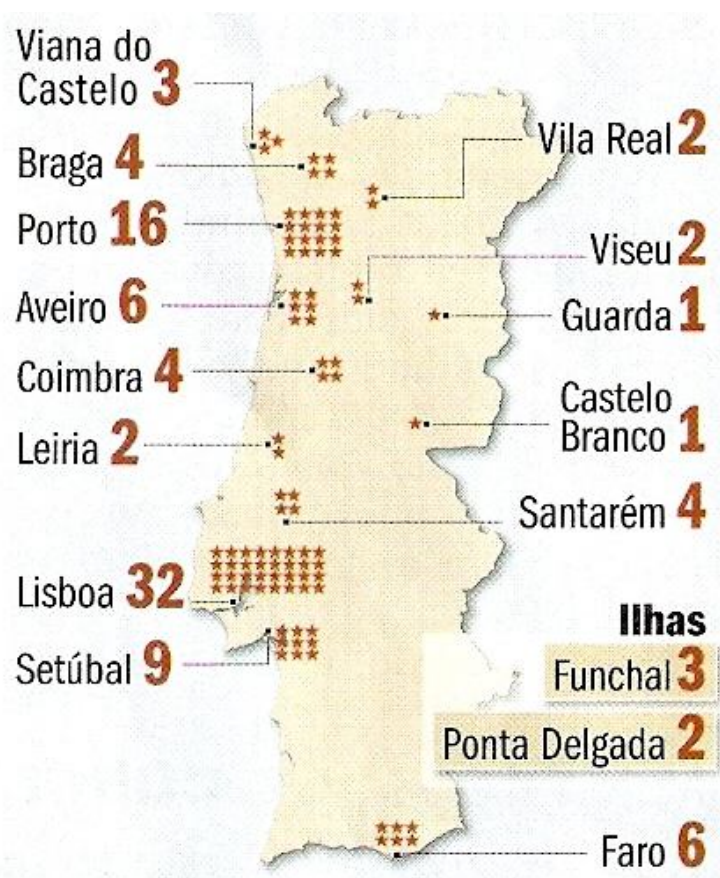 Viana do
Castelo 3
Braga 4
Porto 16
Aveiro 6
Coimbra 4
Leiria 2
Lisboa 32
Setúbal 9
Vila Real 2
Viseu 2
Guarda 1
Castelo
Branco 1
Santarém 4
Ilhas
Funchal 3
Ponta Delgada 2
Faro 6